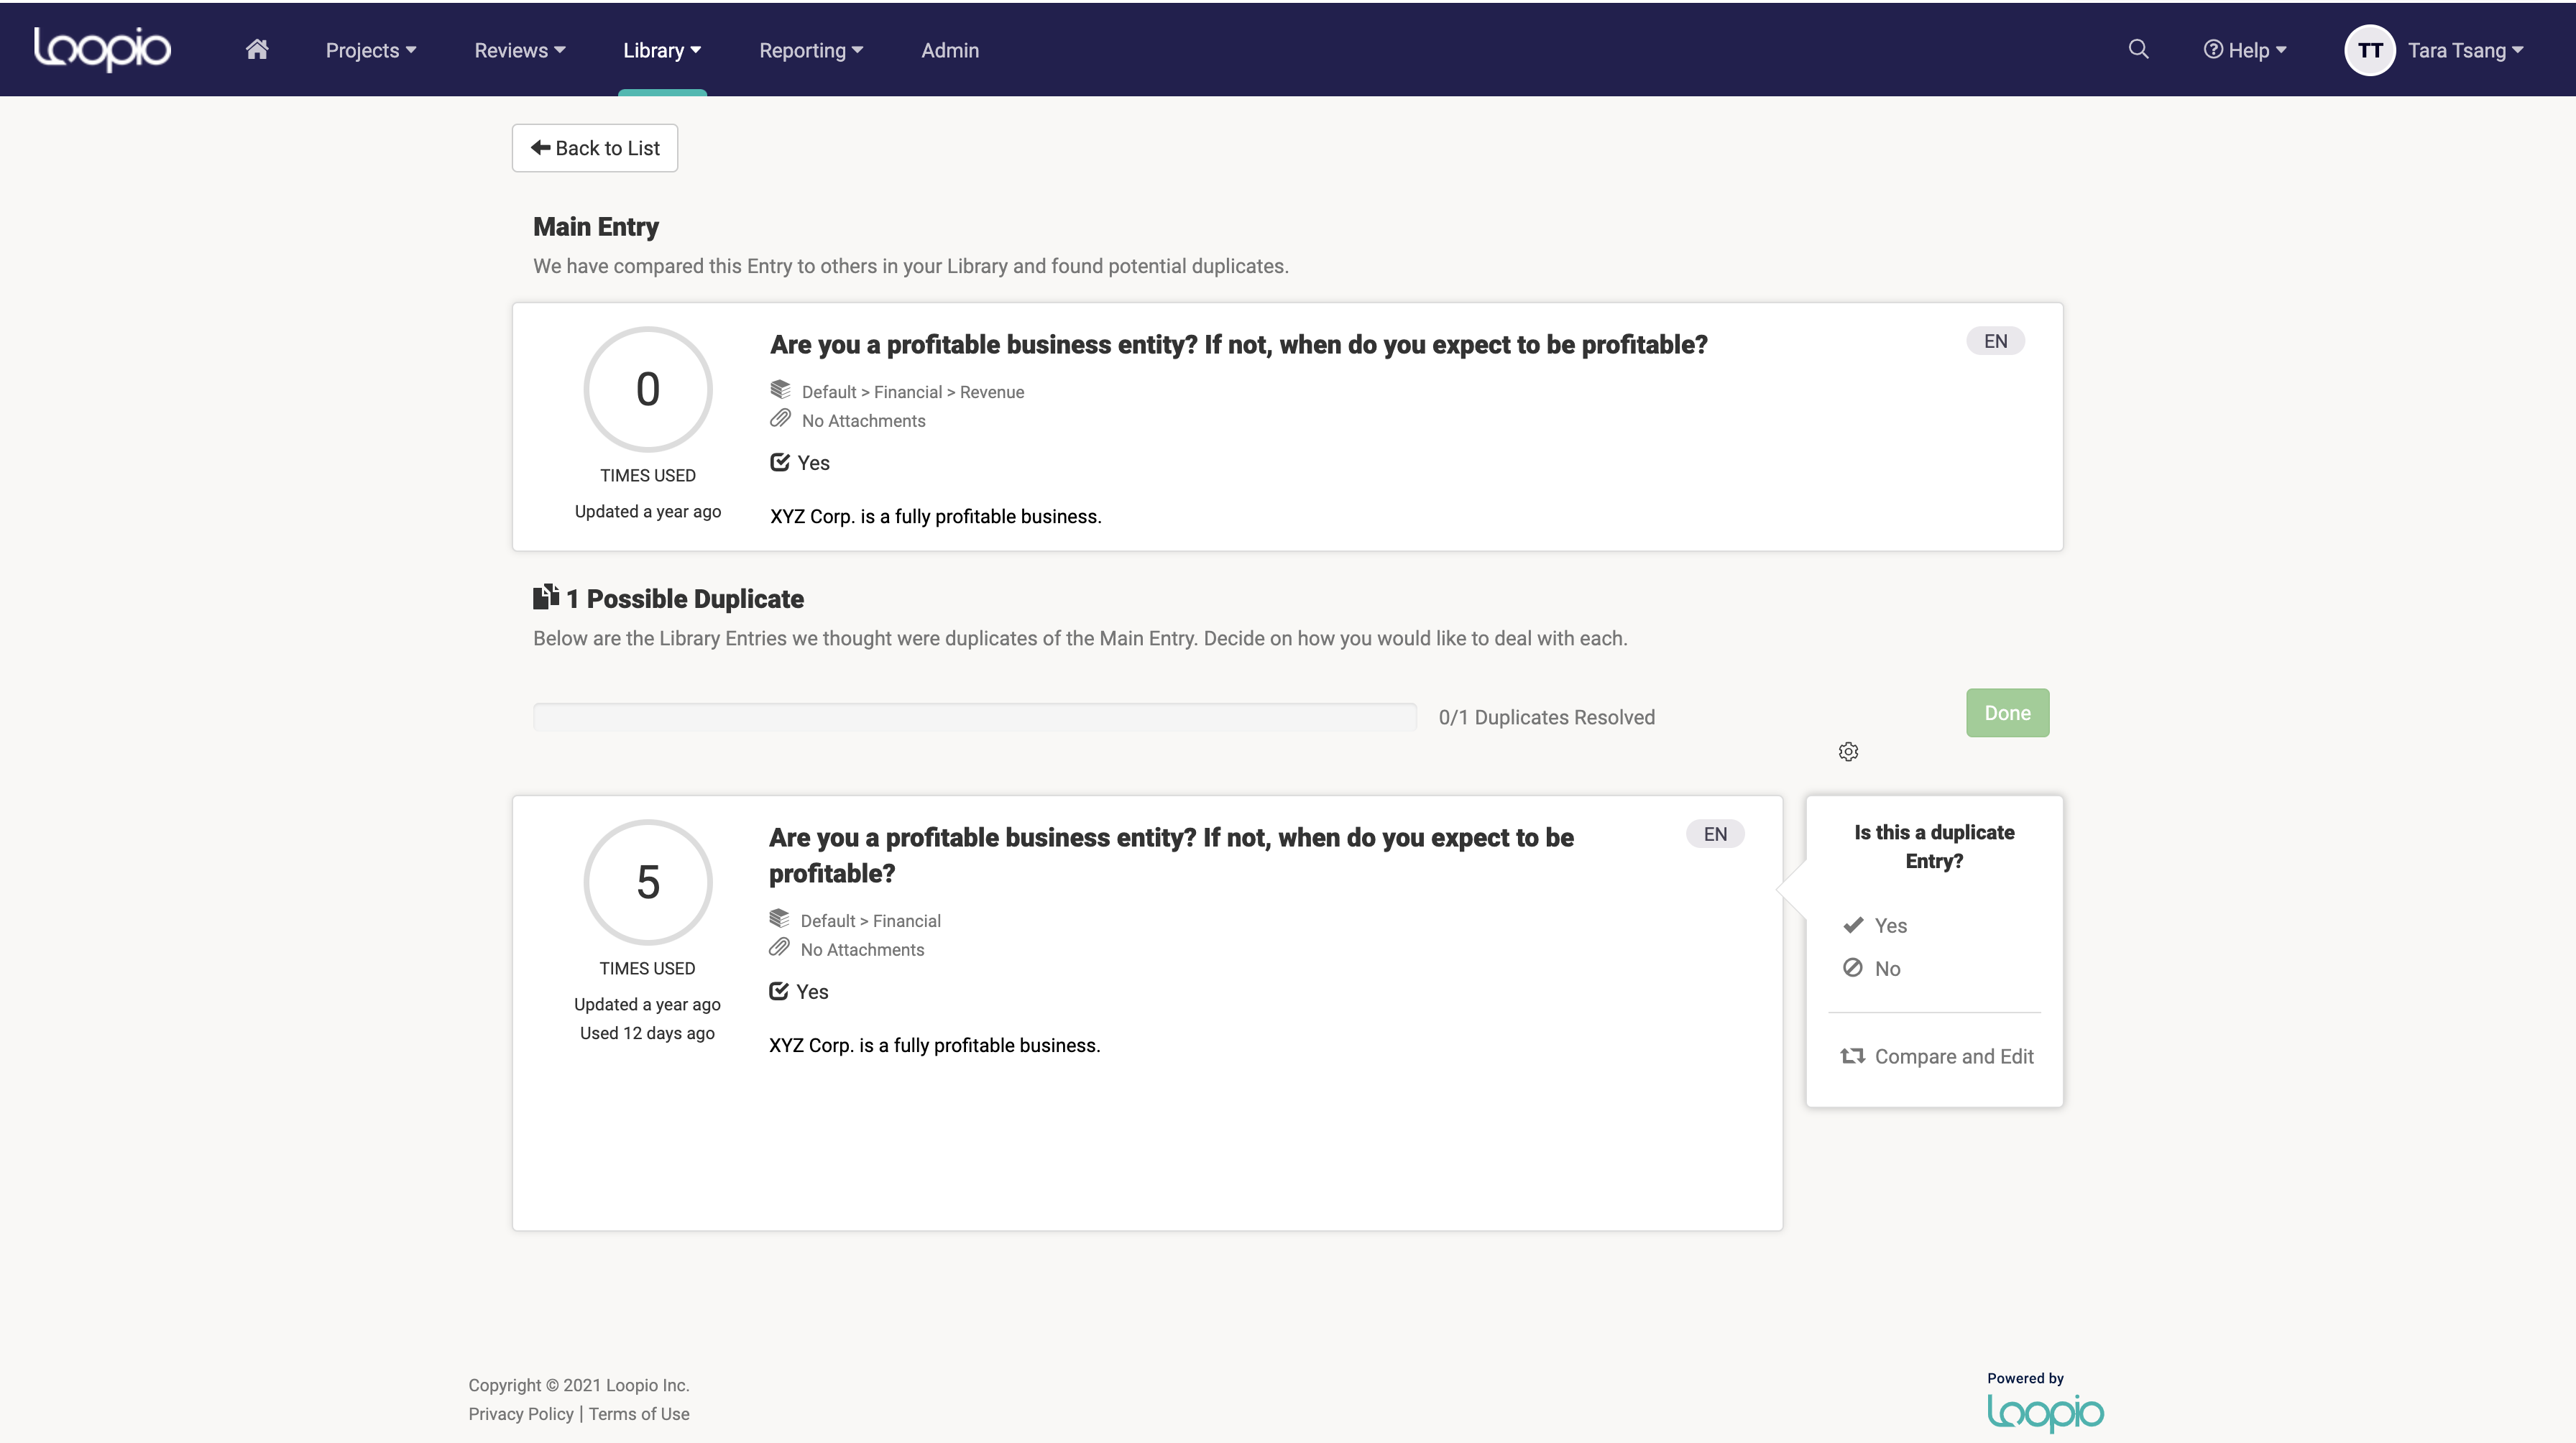 Loopio Projects Reviews Library Reporting Admin Help TT Tara Tsang
Back to List
Main Entry
We have compared this Entry to others in your Library and found potential duplicates.
Are you a profitable business entity? If not, when do you expect to be profitable? EN
0
Default > Financial > Revenue
No Attachments
Yes
TIMES USED
Updated a year ago
XYZ Corp. is a fully profitable business.
1 Possible Duplicate
Below are the Library Entries we thought were duplicates of the Main Entry. Decide on how you would like to deal with each.
0/1 Duplicates Resolved
Done
Are you a profitable business entity? If not, when do you expect to be
profitable?
EN
5
Default > Financial
No Attachments
TIMES USED
Yes
Updated a year ago
Used 12 days ago
XYZ Corp. is a fully profitable business.
Is this a duplicate
Entry?
Yes
No
Compare and Edit
Copyright © 2021 Loopio Inc.
Privacy Policy | Terms of Use
Powered by
Loopio